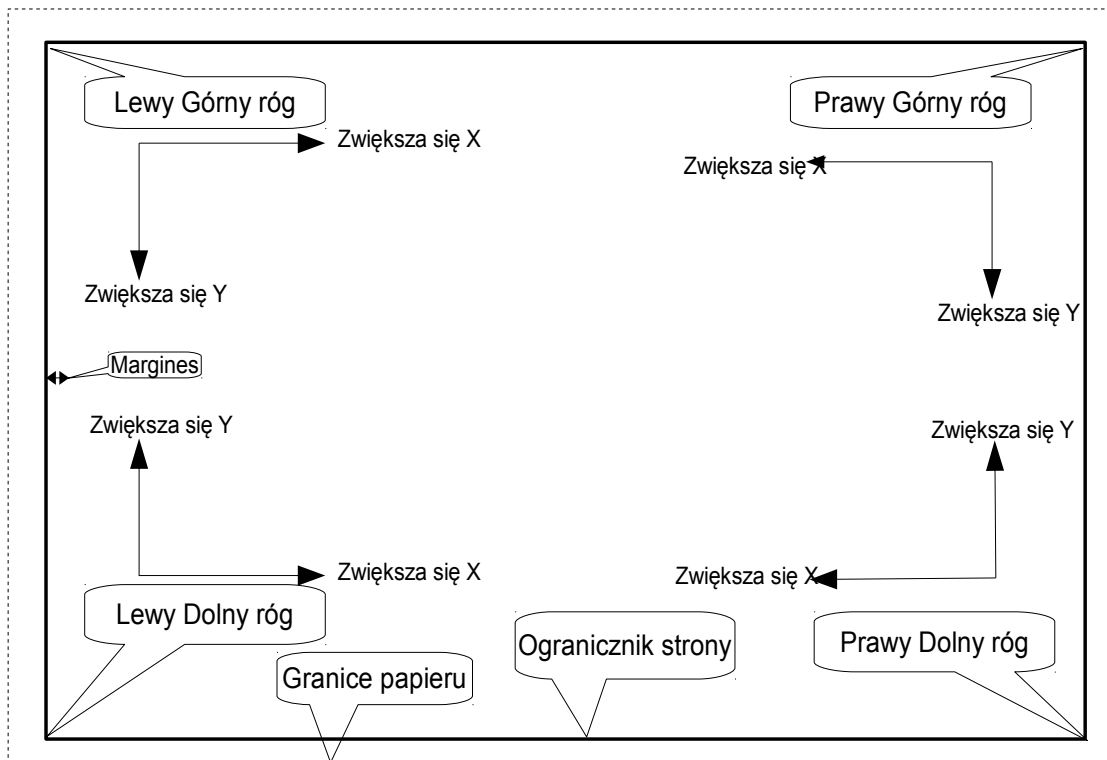 Lewy Górny róg
Prawy Górny róg
Zwiększa się X
Zwiększa się X
Zwiększa się Y
Zwiększa się Y
Margines
Zwiększa się Y
Zwiększa się Y
Zwiększa się X
Zwiększa się X
Lewy Dolny róg
Ogranicznik strony
Prawy Dolny róg
Granice papieru